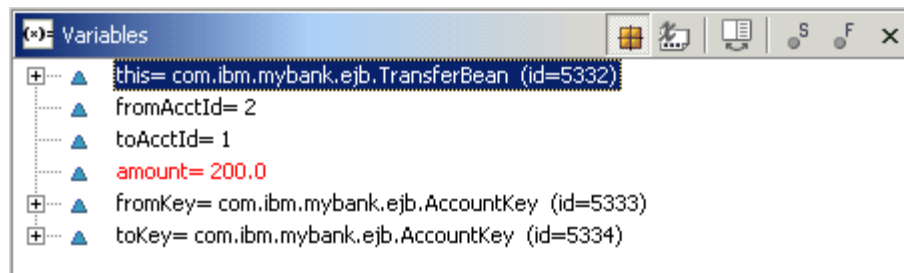 (x)= Variables
S F
this= com.ibm.mybank.ejb.TransferBean (id=5332)
fromAcctId= 2
toAcctId= 1
amount= 200.0
fromKey= com.ibm.mybank.ejb.AccountKey (id=5333)
toKey= com.ibm.mybank.ejb.AccountKey (id=5334)